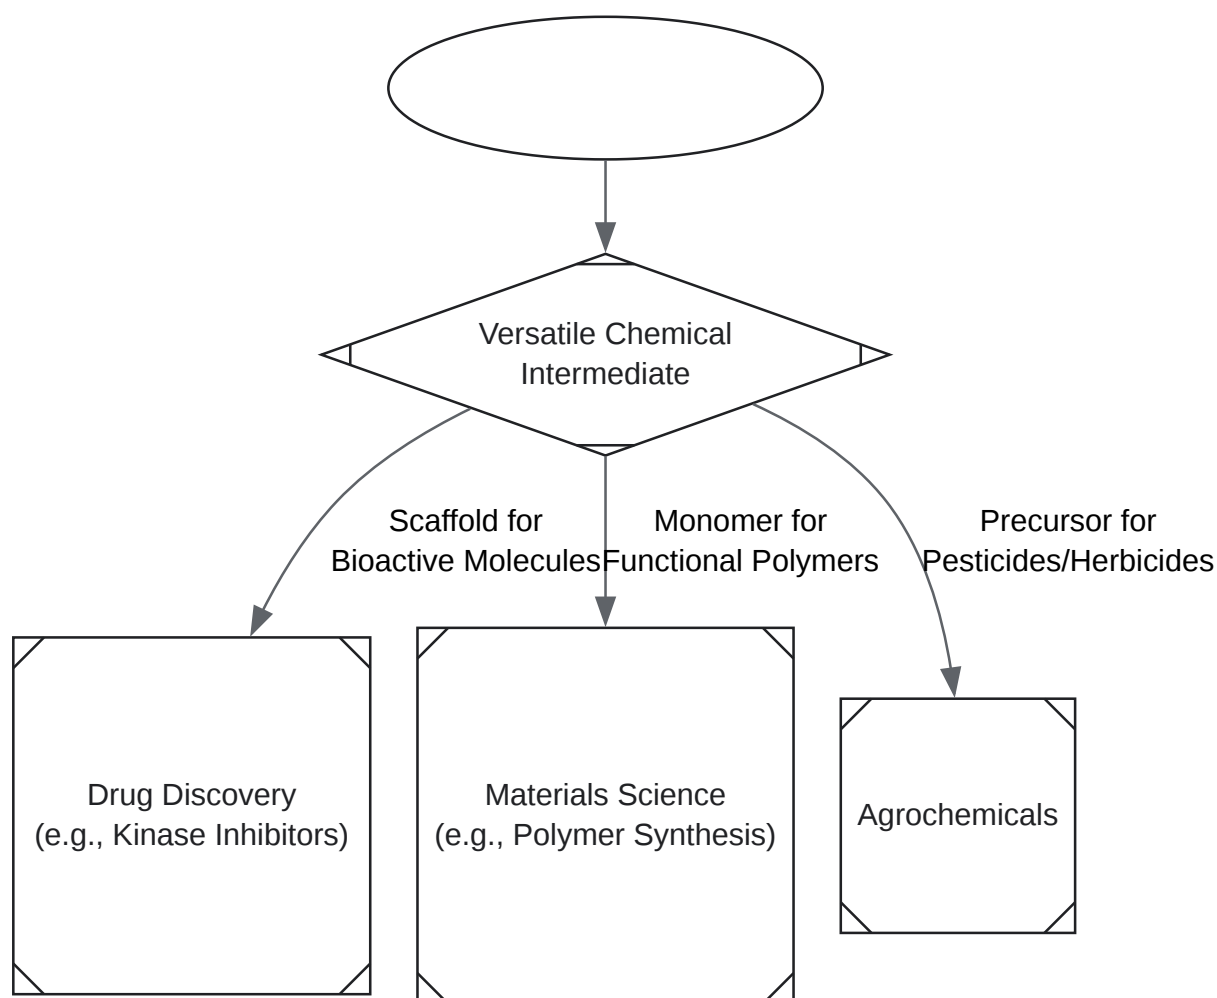 Versatile Chemical
Intermediate
Scaffold for
Bioactive Molecules
Monomer for
Functional Polymers
Precursor for
Pesticides/Herbicides
Drug Discovery
(e.g., Kinase Inhibitors)
Materials Science
(e.g., Polymer Synthesis)
Agrochemicals